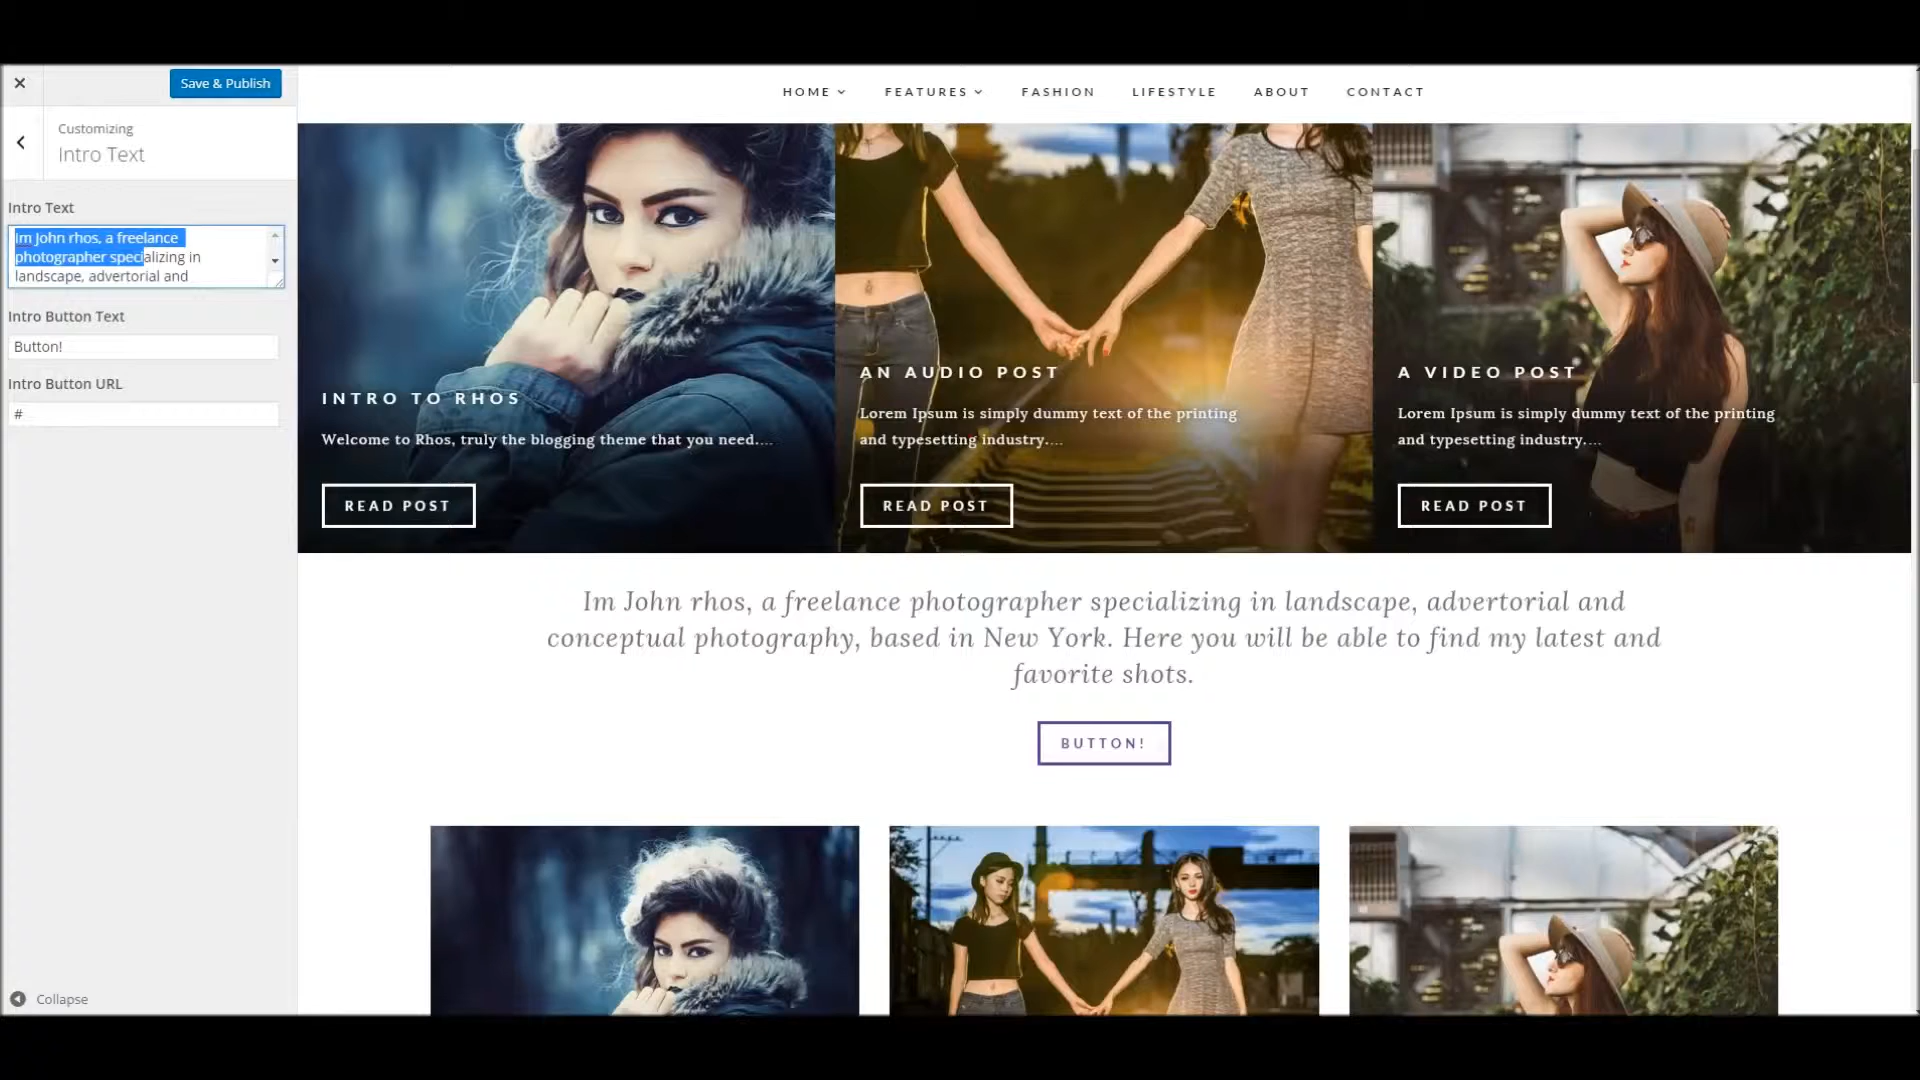 Save & Publish
Customizing
Intro Text
Intro Text
Im John rhos, a freelance
photographer specializing in
landscape, advertorial and
Intro Button Text
Button!
Intro Button URL
#
Collapse
HOME FEATURES FASHION LIFESTYLE ABOUT CONTACT
INTRO TO RHOS
Welcome to Rhos, truly the blogging theme that you need....
READ POST
AN AUDIO POST
Lorem Ipsum is simply dummy text of the printing
and typesetting industry....
READ POST
A VIDEO POST
Lorem Ipsum is simply dummy text of the printing
and typesetting industry....
READ POST
Im John rhos, a freelance photographer specializing in landscape, advertorial and
conceptual photography, based in New York. Here you will be able to find my latest and
favorite shots.
BUTTON!